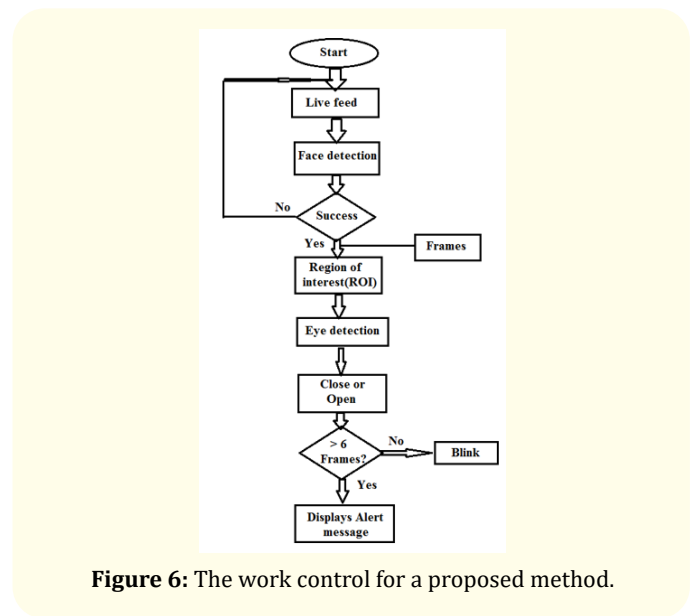 Start
Live feed
Face detection
No
Success
Yes
Frames
Region of
interest(ROI)
Eye detection
Close or
Open
> 6
Frames?
No
Blink
Yes
Displays Alert
message
Figure 6: The work control for a proposed method.